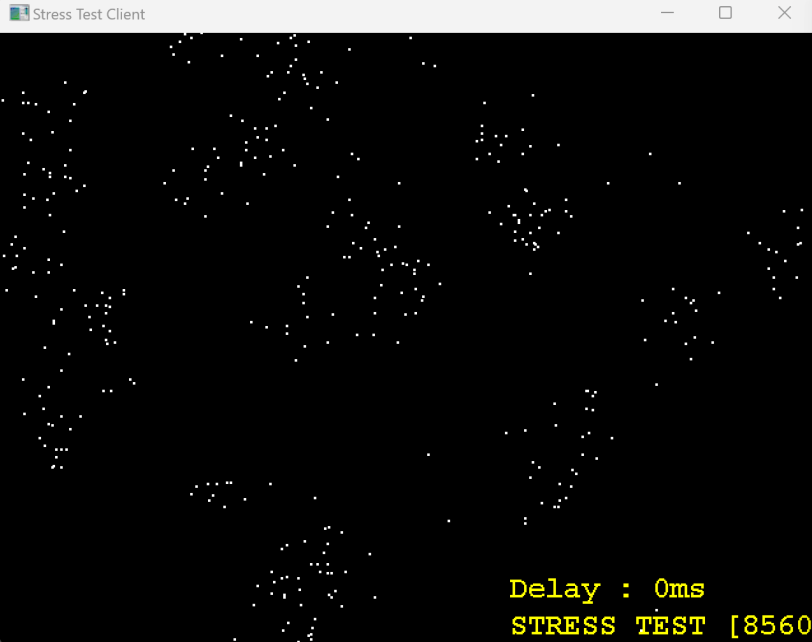 Stress Test Client
Delay : 0ms
STRESS TEST [8560